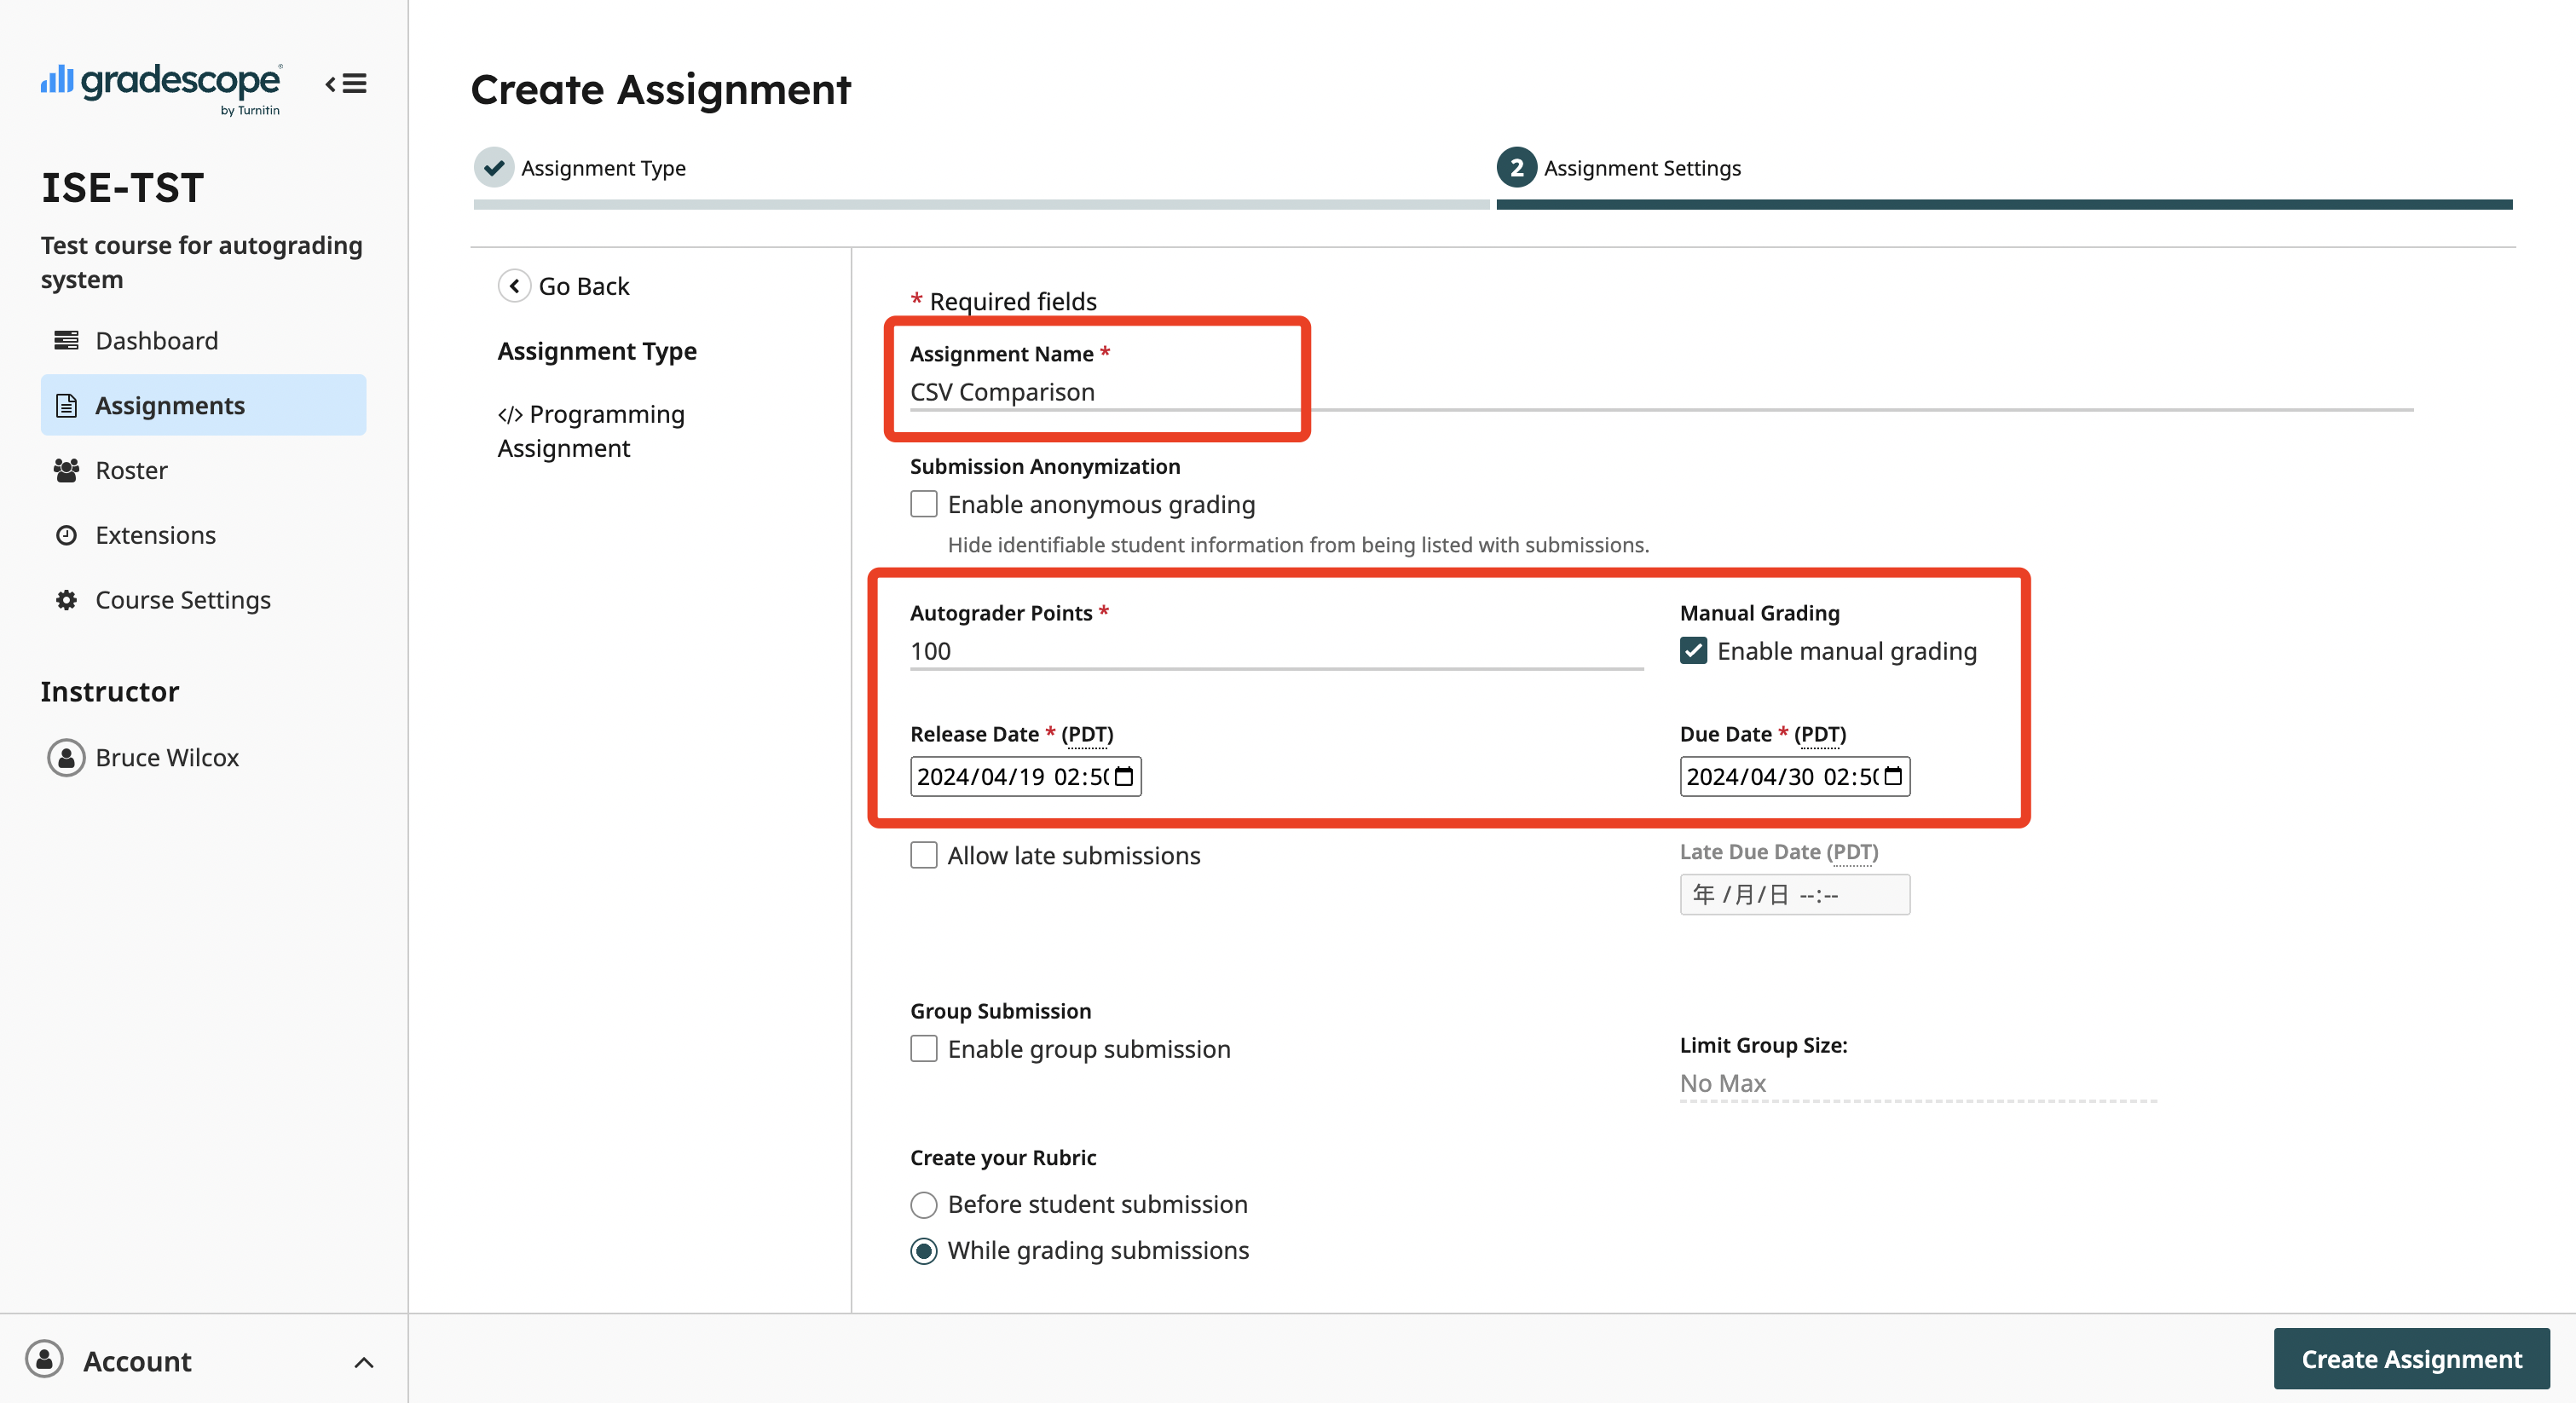 gradescope
by Turnitin
ISE-TST
Test course for autograding
system
Dashboard
Assignments
Roster
Extensions
Course Settings
Instructor
Bruce Wilcox
Account
Create Assignment
Assignment Type
2 Assignment Settings
Go Back
Assignment Type
</> Programming
Assignment
* Required fields
Assignment Name *
CSV Comparison
Submission Anonymization
Enable anonymous grading
Hide identifiable student information from being listed with submissions.
Autograder Points *
100
Manual Grading
Enable manual grading
Release Date * (PDT)
2024/04/19 02:50
Due Date * (PDT)
2024/04/30 02:50
Allow late submissions
Late Due Date (PDT)
年 /月/日 --:--
Group Submission
Enable group submission
Limit Group Size:
No Max
Create your Rubric
Before student submission
While grading submissions
Create Assignment